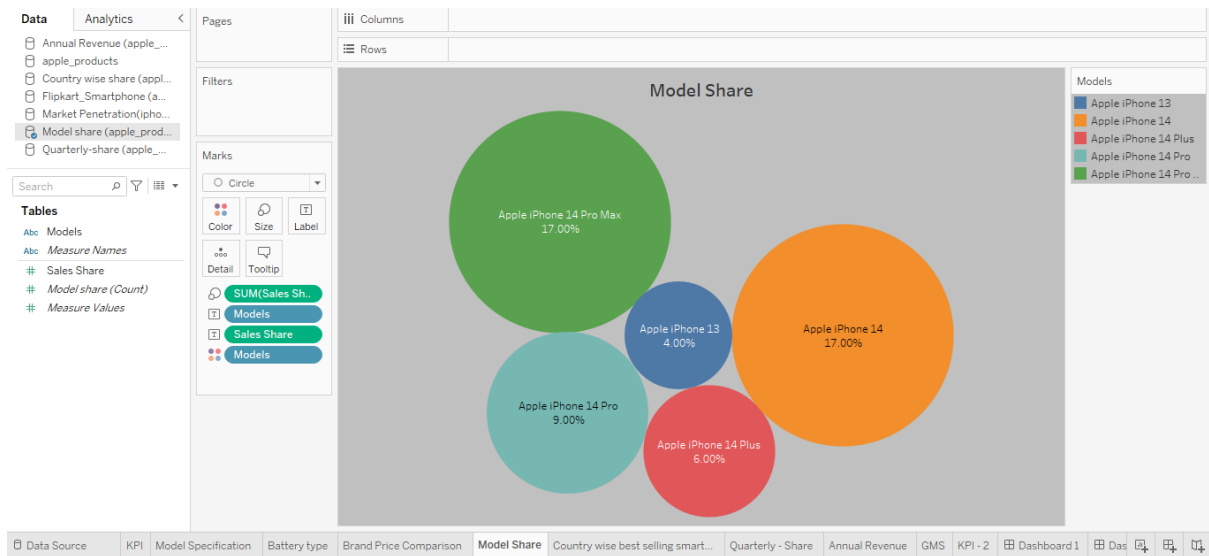 Data
Analytics
<
Annual Revenue (apple_...
apple_products
Country wise share (appl...
Flipkart_Smartphone (a...
Market Penetration(ipho...
Model share (apple_prod...
Quarterly-share (apple_...
Search
Tables
Abc Models
Abc Measure Names
# Sales Share
# Model share (Count)
# Measure Values
Pages
Filters
Marks
Circle
Color
Size
T
Label
Detail
Tooltip
SUM(Sales Sh..
T Models
T Sales Share
Models
iii Columns
Rows
Model Share
Apple iPhone 14 Pro Max
17.00%
Apple iPhone 13
4.00%
Apple iPhone 14
17.00%
Apple iPhone 14 Pro
9.00%
Apple iPhone 14 Plus
6.00%
Models
Apple iPhone 13
Apple iPhone 14
Apple iPhone 14 Plus
Apple iPhone 14 Pro
Apple iPhone 14 Pro ..
Data Source
KPI
Model Specification
Battery type
Brand Price Comparison
Model Share
Country wise best selling smart...
Quarterly - Share
Annual Revenue
GMS
KPI - 2
Dashboard 1
Das